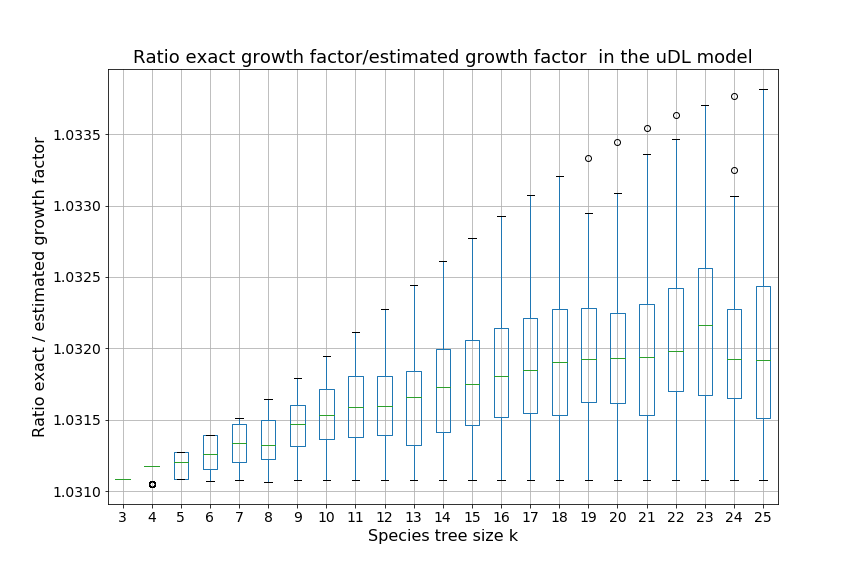 Ratio exact growth factor/estimated growth factor  in the uDL model
Ratio exact / estimated growth factor
1.0335
1.0330
1.0325
1.0320
1.0315
1.0310
3 4 5 6 7 8 9 10 11 12 13 14 15 16 17 18 19 20 21 22 23 24 25
Species tree size k